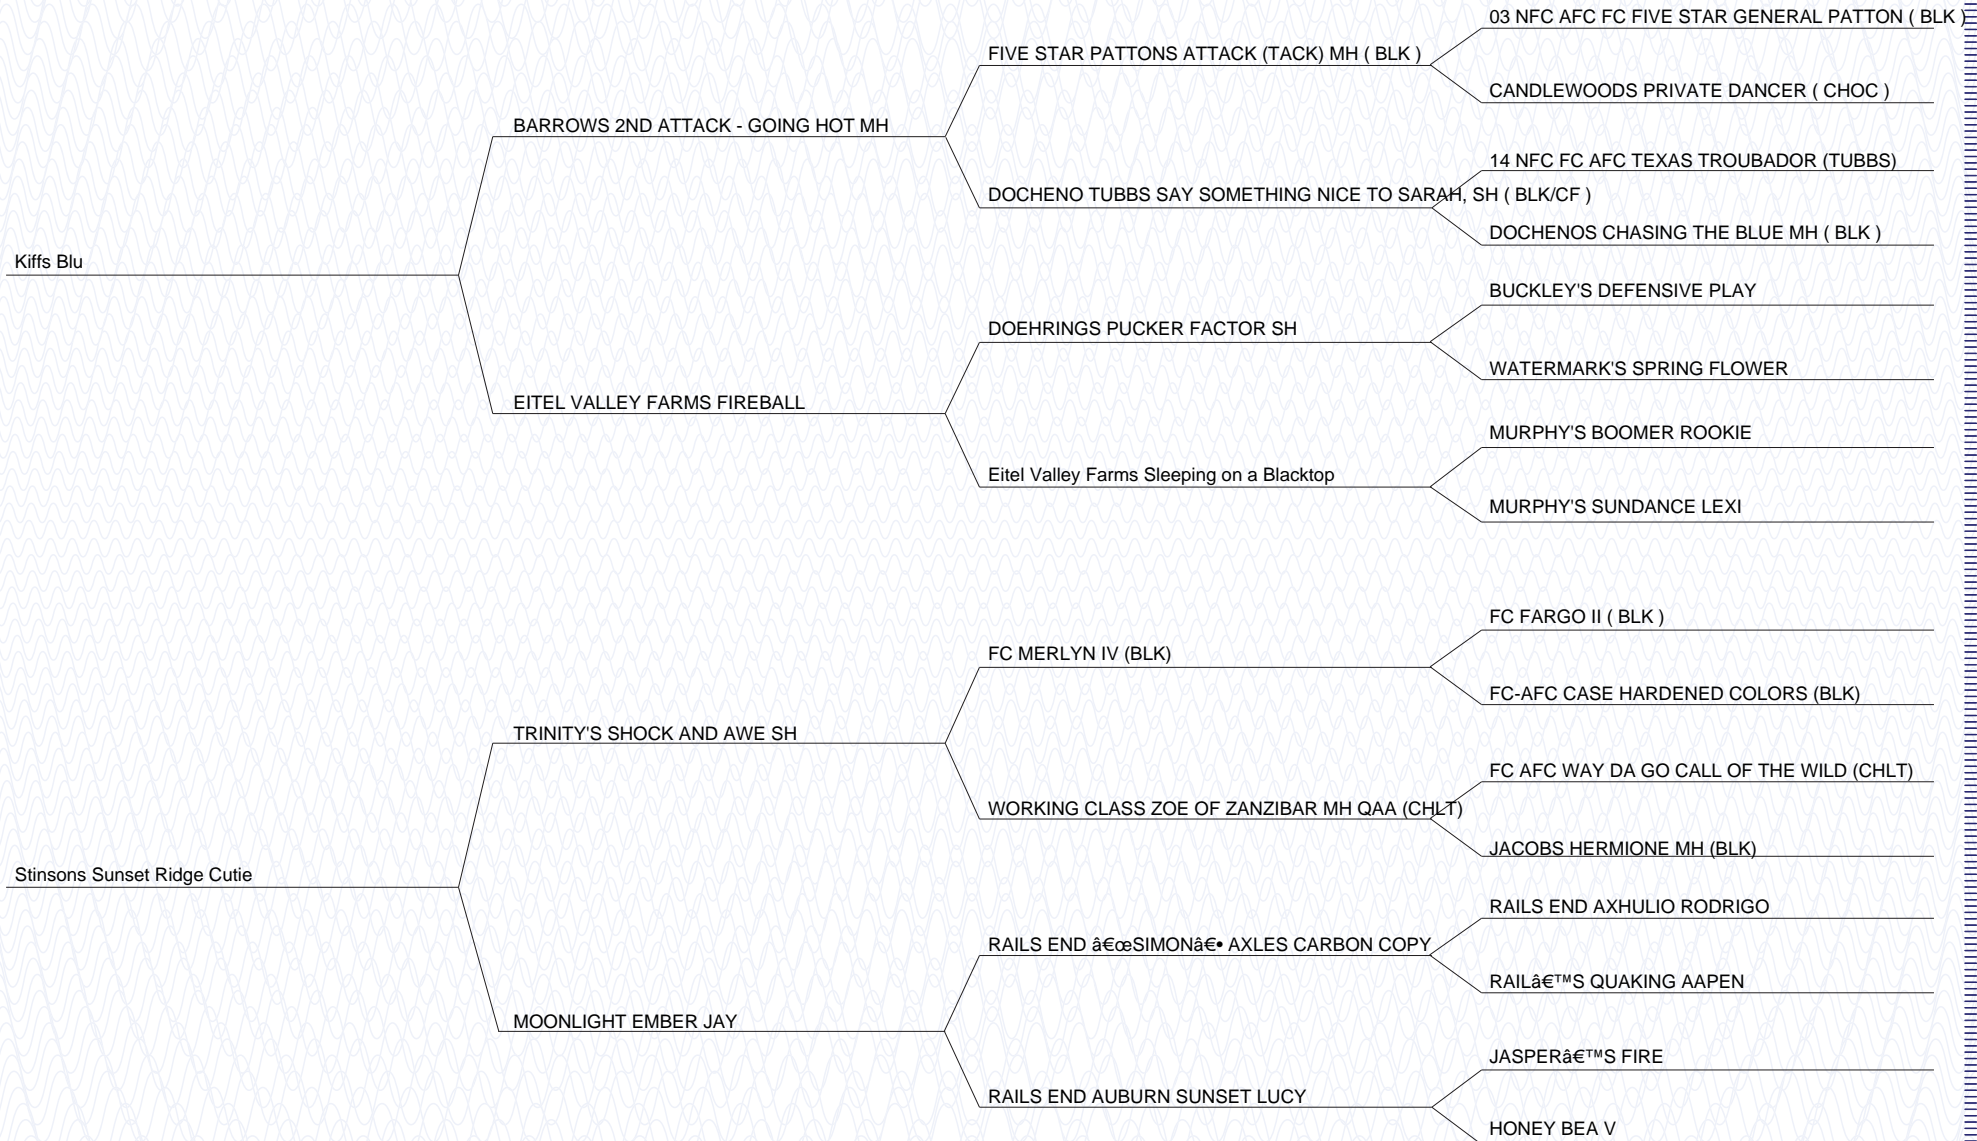 03 NFC AFC FC FIVE STAR GENERAL PATTON ( BLK )
FIVE STAR PATTONS ATTACK (TACK) MH ( BLK )
CANDLEWOODS PRIVATE DANCER ( CHOC )
BARROWS 2ND ATTACK - GOING HOT MH
14 NFC FC AFC TEXAS TROUBADOR (TUBBS)
DOCHENO TUBBS SAY SOMETHING NICE TO SARAH, SH ( BLK/CF )
DOCHENOS CHASING THE BLUE MH ( BLK )
Kiffs Blu
BUCKLEY'S DEFENSIVE PLAY
DOEHRINGS PUCKER FACTOR SH
WATERMARK'S SPRING FLOWER
EITEL VALLEY FARMS FIREBALL
MURPHY'S BOOMER ROOKIE
Eitel Valley Farms Sleeping on a Blacktop
MURPHY'S SUNDANCE LEXI
FC FARGO II ( BLK )
FC MERLYN IV (BLK)
FC-AFC CASE HARDENED COLORS (BLK)
TRINITY'S SHOCK AND AWE SH
FC AFC WAY DA GO CALL OF THE WILD (CHLT)
WORKING CLASS ZOE OF ZANZIBAR MH QAA (CHLT)
JACOBS HERMIONE MH (BLK)
Stinsons Sunset Ridge Cutie
RAILS END AXHULIO RODRIGO
RAILS END â€œSIMONâ€• AXLES CARBON COPY
RAILâ€™S QUAKING AAPEN
MOONLIGHT EMBER JAY
JASPERâ€™S FIRE
RAILS END AUBURN SUNSET LUCY
HONEY BEA V